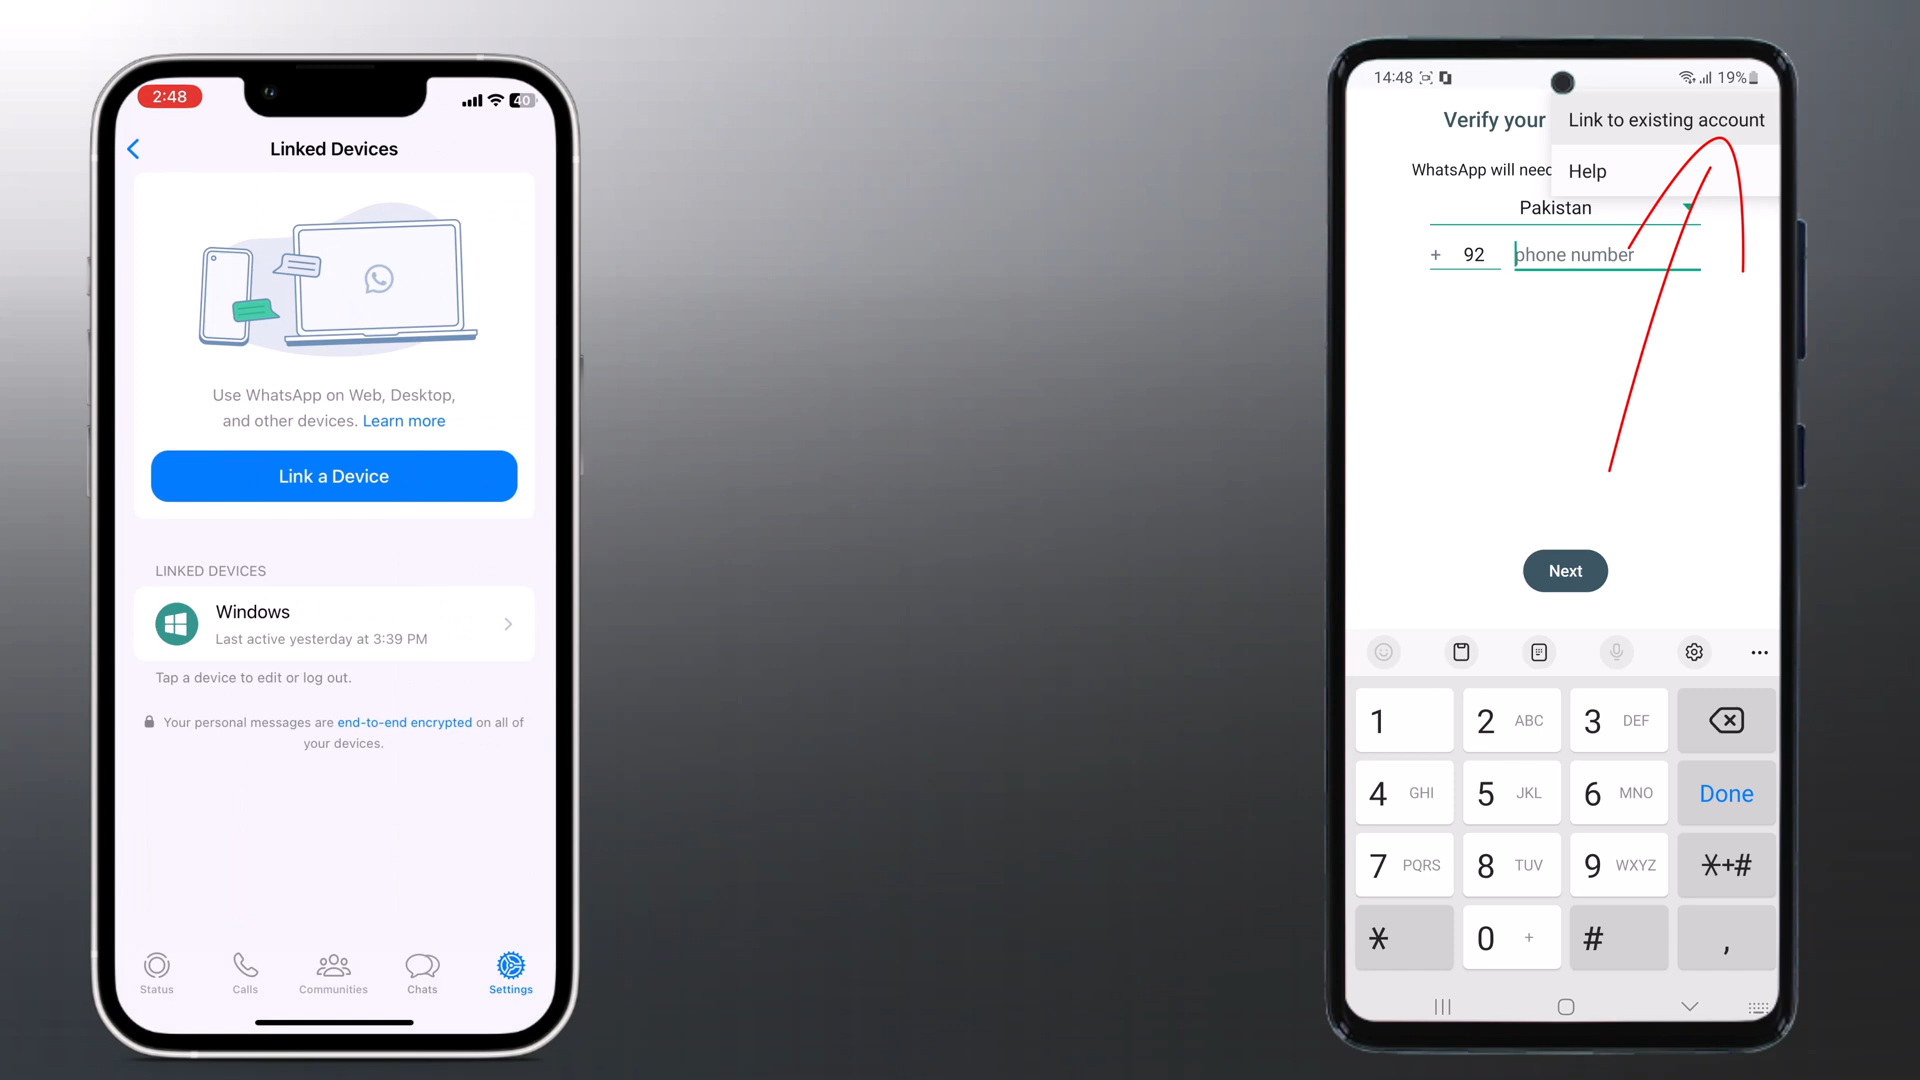 2:48
40
Linked Devices
Use WhatsApp on Web, Desktop,
and other devices. Learn more
Link a Device
LINKED DEVICES
Windows
Last active yesterday at 3:39 PM
Tap a device to edit or log out.
Your personal messages are end-to-end encrypted on all of
your devices.
Status
Calls
Communities
Chats
Settings
14:48
19%
Verify your
Link to existing account
WhatsApp will need
Help
Pakistan
+ 92 phone number
Next
1
2 ABC
3 DEF
4 GHI
5 JKL
6 MNO
Done
7 PQRS
8 TUV
9 WXYZ
*+#
*
0 +
#
,